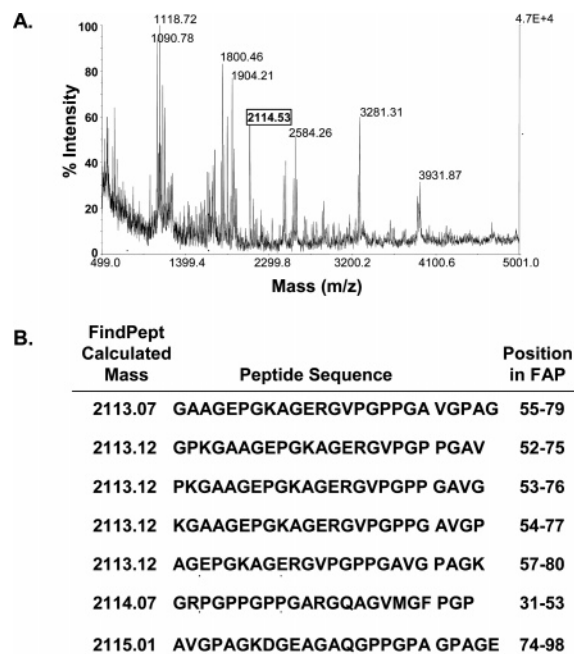 A.
4.7E+4
1118.72
1090.78
1800.46
1904.21
2114.53
2584.26
3281.31
3931.87
% Intensity
100
80
60
40
20
0
499.0 1399.4 2299.8 3200.2 4100.6 5001.0
Mass (m/z)
B.
FindPept Calculated Mass Peptide Sequence Position in FAP
2113.07 GAAGEPGKAGERGVPGPPGA VGPAG 55-79
2113.12 GPKGAAGEPGKAGERGVPGP PGAV 52-75
2113.12 PKGAAGEPGKAGERGVPGPP GAVG 53-76
2113.12 KGAAGEPGKAGERGVPGPPG AVGP 54-77
2113.12 AGEPGKAGERGVPGPPGAVG PAGK 57-80
2114.07 GRPGPPGPPGARGQAGVMGF PGP 31-53
2115.01 AVGPAGKDGEAGAQGPPGPA GPAGE 74-98